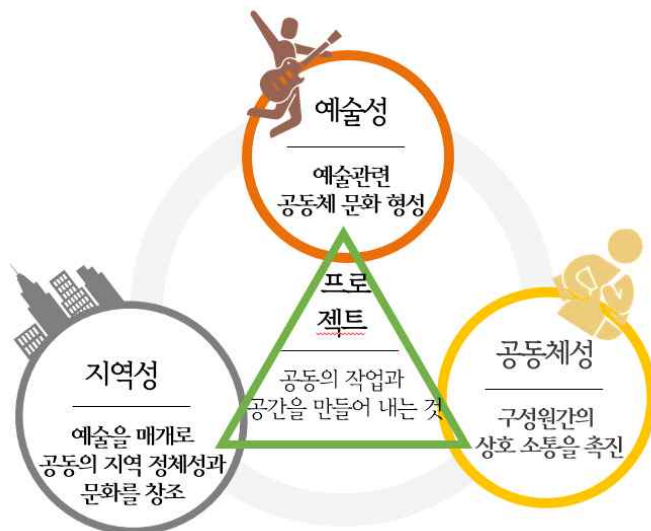 예술성
예술관련
공동체 문화 형성
프로
젝트
공동의 작업과
공간을 만들어 내는 것
지역성
예술을 매개로
공동의 지역 정체성과
문화를 창조
공동체성
구성원간의
상호 소통을 촉진